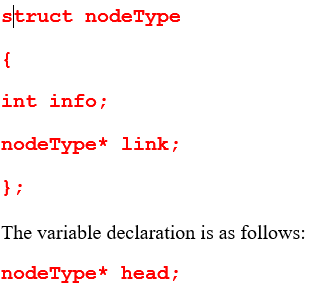 struct nodeType
{
int info;
nodeType* link;
};
The variable declaration is as follows:
nodeType* head;